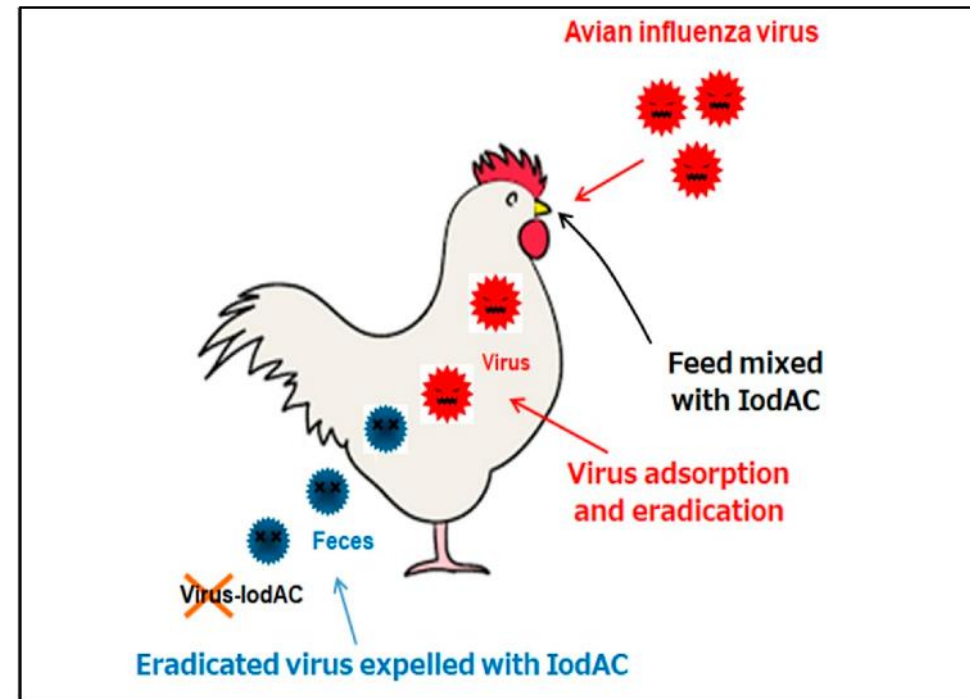 Avian influenza virus
Virus
Feed mixed
with IodAC
Virus adsorption
and eradication
Feces
Virus-IodAC
Eradicated virus expelled with IodAC